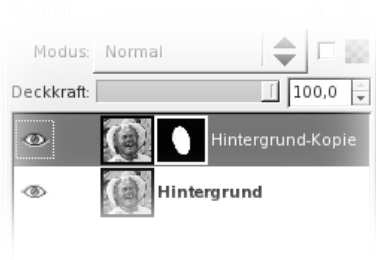 Modus: Normal
Deckkraft: 100,0
Hintergrund-Kopie
Hintergrund